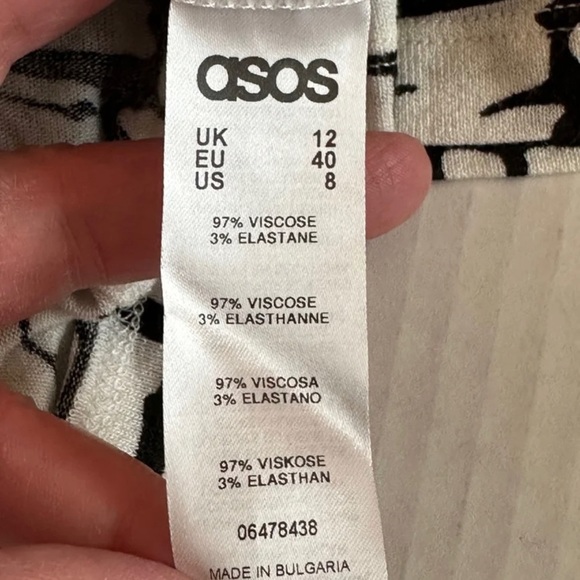 asos
UK 12
EU 40
US 8
97% VISCOSE
3% ELASTANE
97% VISCOSE
3% ELASTHANNE
97% VISCOSA
3% ELASTANO
97% VISKOSE
3% ELASTHAN
06478438
MADE IN BULGARIA